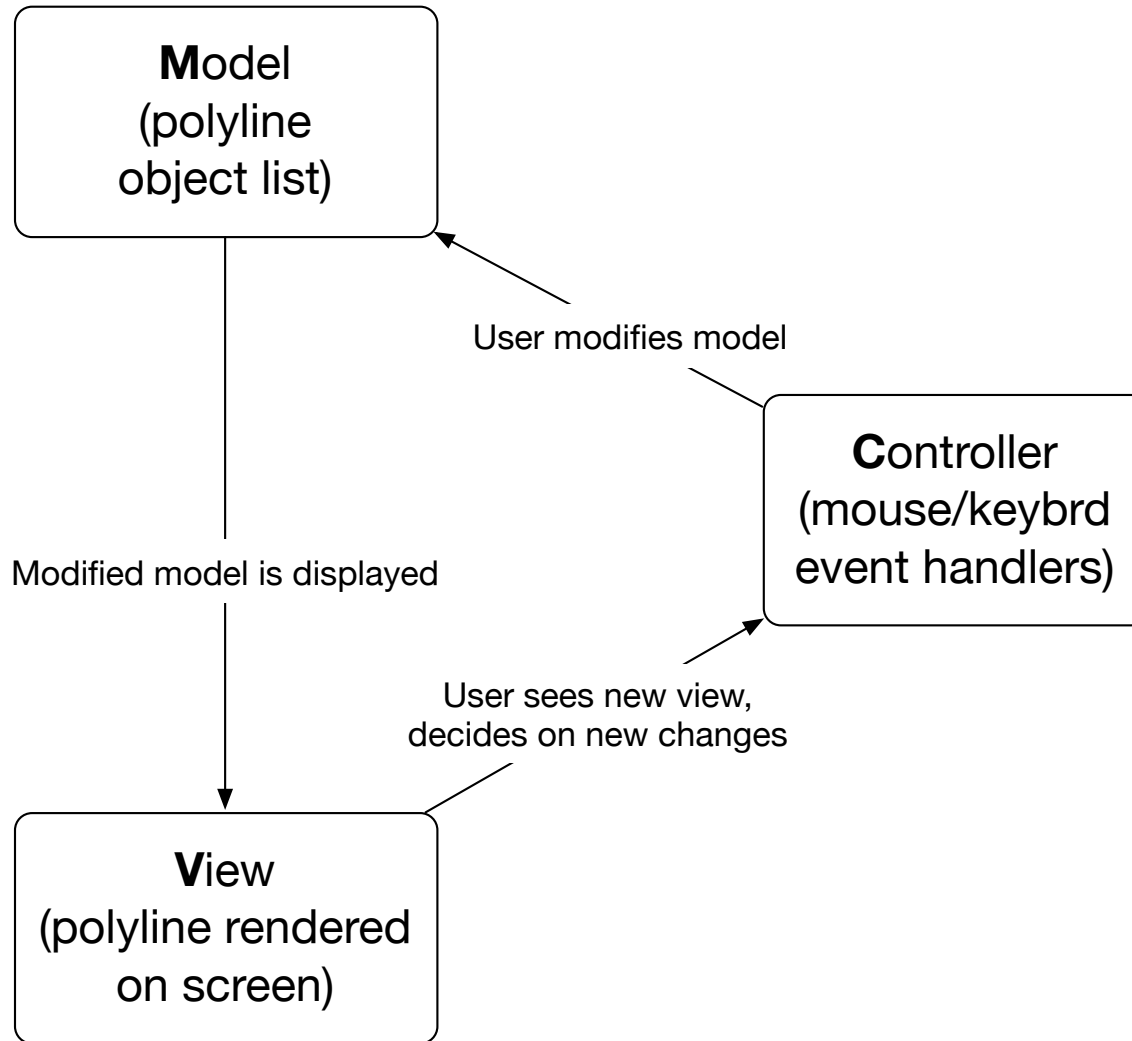 Model
(polyline
object list)
User modifies model
Controller
(mouse/keybrd
event handlers)
Modified model is displayed
User sees new view,
decides on new changes
View
(polyline rendered
on screen)